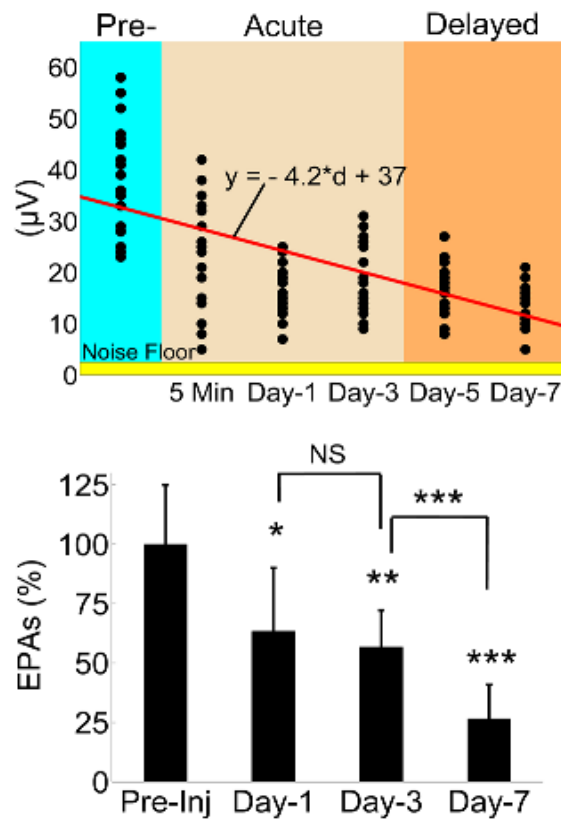 Pre- Acute Delayed
60
50
40
30
20
10
0
(μV)
y = - 4.2*d + 37
Noise Floor
5 Min Day-1 Day-3 Day-5 Day-7
NS
***
*
**
***
125
100
75
50
25
0
EPAs (%)
Pre-Inj Day-1 Day-3 Day-7